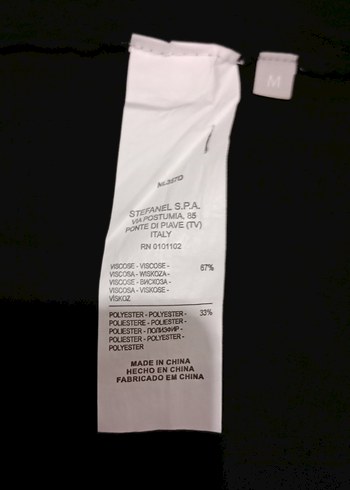 M
STEFANEL S.P.A.
VIA POSTUMIA, 85
PONTE DI PIAVE (TV)
ITALY
RN 0101102
VISCOSE - VISCOSE - 67%
VISCOSA - WISKOZA -
VISCOSE - ВИСКОЗА -
VISCOSA - VISKOSE -
VISKOZ
POLYESTER - POLYESTER - 33%
POLIESTERE - POLIESTER -
POLIESTER - ПОЛИЭФИР -
POLIESTER - POLYESTER -
POLYESTER
MADE IN CHINA
HECHO EN CHINA
FABRICADO EM CHINA